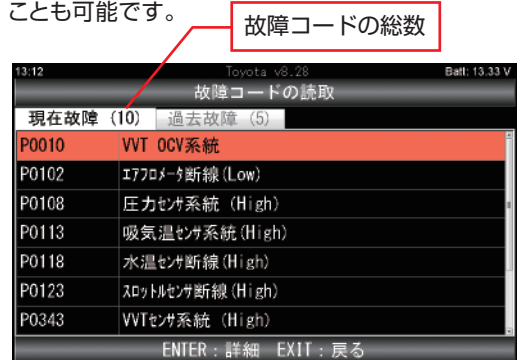 ことも可能です。
故障コードの総数
13:12 Toyota v8.28 Batt: 13.33 V
故障コードの読取
現在故障 (10) 過去故障 (5)
P0010 VVT OCV系統
P0102 ｴｱﾌﾛﾒｰﾀ断線(Low)
P0108 圧力ｾﾝｻ系統 (High)
P0113 吸気温ｾﾝｻ系統(High)
P0118 水温ｾﾝｻ断線(High)
P0123 ｽﾛｯﾄﾙｾﾝｻ断線(High)
P0343 VVTｾﾝｻ系統 (High)
ENTER：詳細 EXIT：戻る